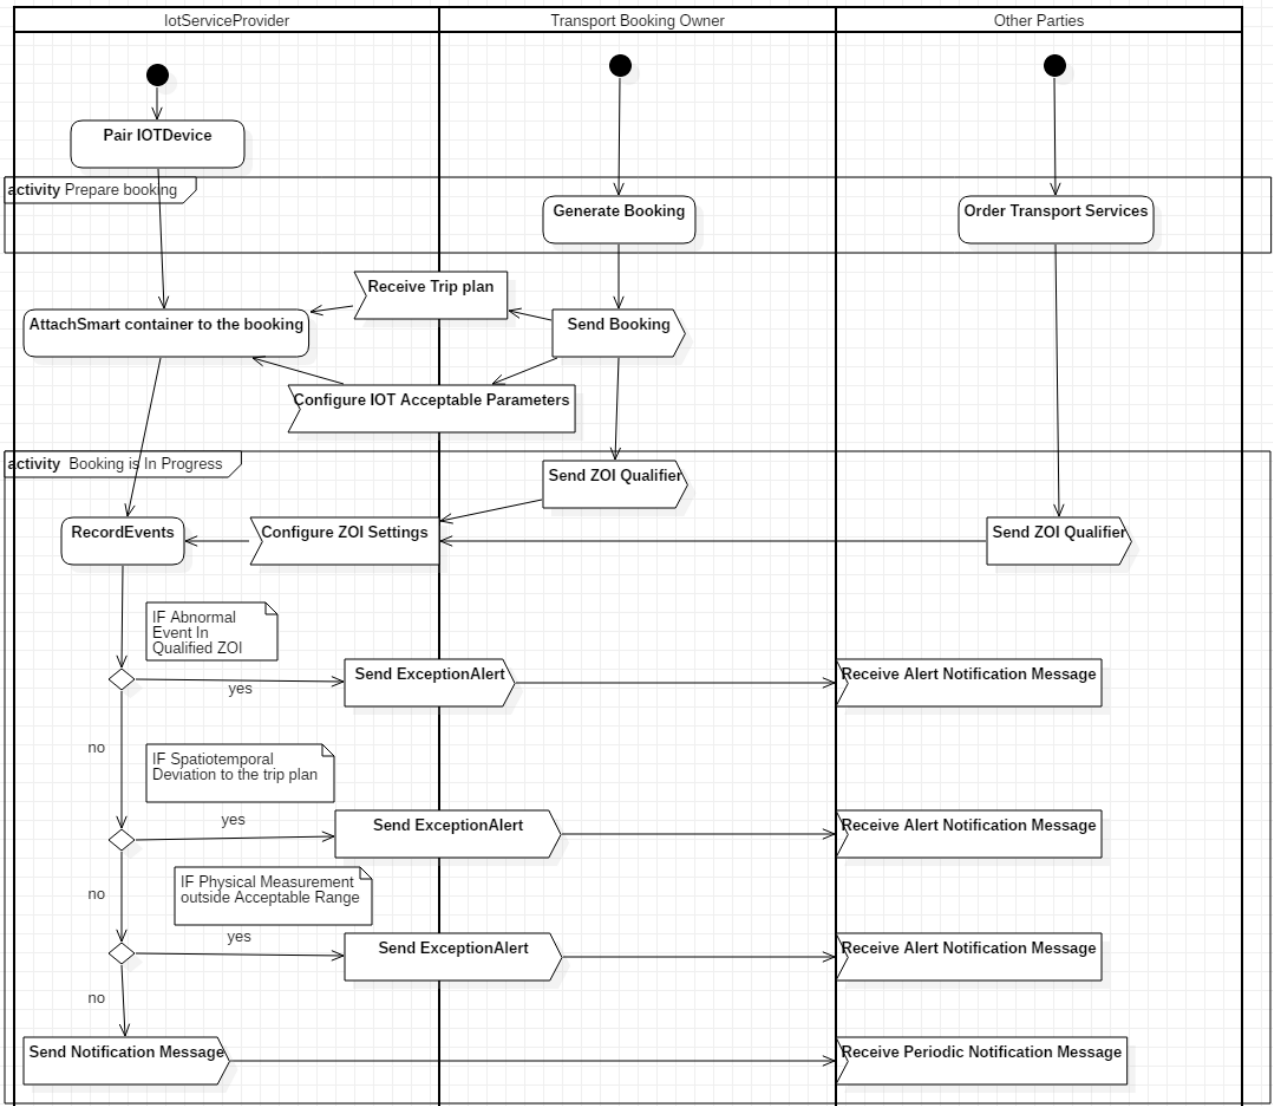 IotServiceProvider
Transport Booking Owner
Other Parties
Pair IOTDevice
activity Prepare booking
Generate Booking
Order Transport Services
Receive Trip plan
AttachSmart container to the booking
Send Booking
Configure IOT Acceptable Parameters
activity Booking is In Progress
Send ZOI Qualifier
RecordEvents
Configure ZOI Settings
Send ZOI Qualifier
IF Abnormal
Event In
Qualified ZOI
Send ExceptionAlert
Receive Alert Notification Message
yes
no
IF Spatiotemporal
Deviation to the trip plan
yes
Send ExceptionAlert
Receive Alert Notification Message
no
IF Physical Measurement
outside Acceptable Range
yes
Send ExceptionAlert
Receive Alert Notification Message
no
Send Notification Message
Receive Periodic Notification Message